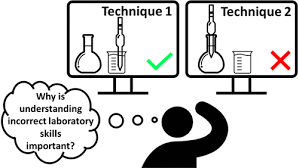 Technique 1
Technique 2
Why is
understanding
incorrect laboratory
skills
important?